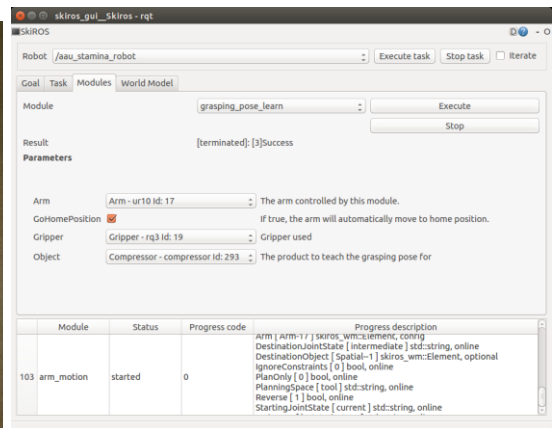 skiros_gui__Skiros - rqt
SkiROS
D - O
Robot /aau_stamina_robot Execute task Stop task Iterate
Goal Task Modules World Model
Module grasping_pose_learn Execute
Stop
Result [terminated]: [3]Success
Parameters
Arm Arm - ur10 Id: 17 The arm controlled by this module.
GoHomePosition If true, the arm will automatically move to home position.
Gripper Gripper - rq3 Id: 19 Gripper used
Object Compressor - compressor Id: 293 The product to teach the grasping pose for
Module Status Progress code Progress description
Arm [ Arm-17 ] skiros_wm::Element, config
DestinationJointState [ intermediate ] std::string, online
DestinationObject [ Spatial--1 ] skiros_wm::Element, optional
IgnoreConstraints [ 0 ] bool, online
103 arm_motion started 0 PlanOnly [ 0 ] bool, online
PlanningSpace [ tool ] std::string, online
Reverse [ 1 ] bool, online
StartingJointState [ current ] std::string, online